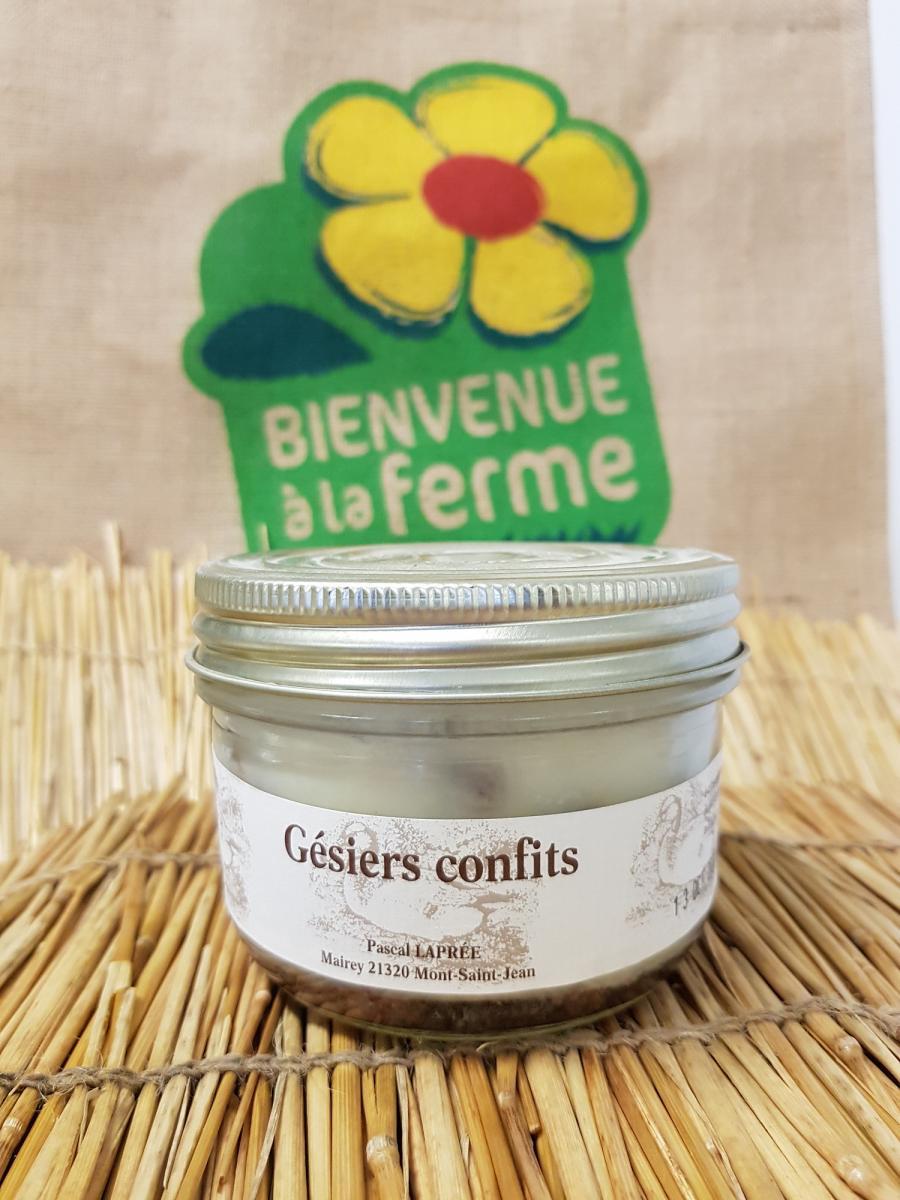 BIENVENUE
à la ferme
Gésiers confits
Pascal LAPRÉE
Mairey 21320 Mont-Saint-Jean